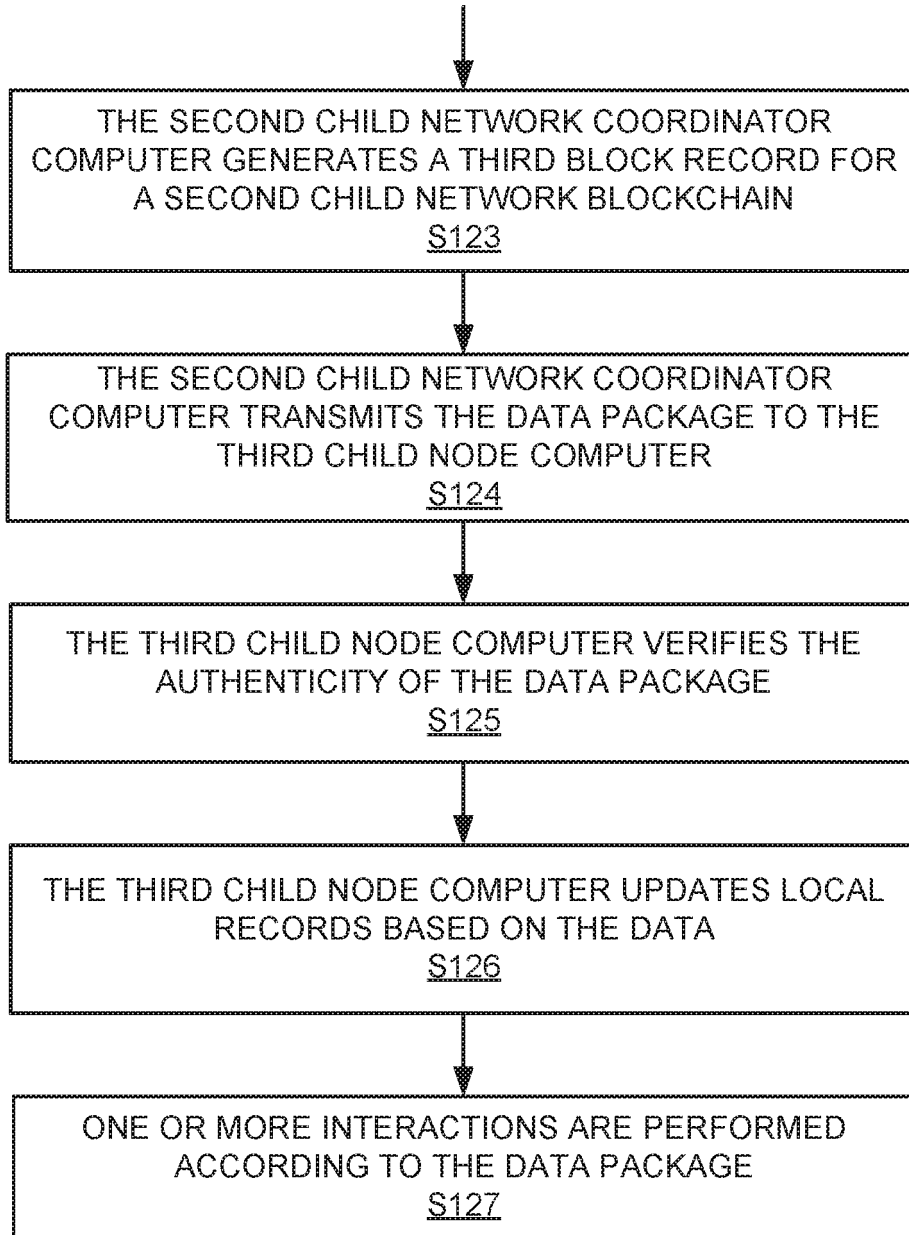 THE SECOND CHILD NETWORK COORDINATOR
COMPUTER GENERATES A THIRD BLOCK RECORD FOR
A SECOND CHILD NETWORK BLOCKCHAIN
S123
THE SECOND CHILD NETWORK COORDINATOR
COMPUTER TRANSMITS THE DATA PACKAGE TO THE
THIRD CHILD NODE COMPUTER
S124
THE THIRD CHILD NODE COMPUTER VERIFIES THE
AUTHENTICITY OF THE DATA PACKAGE
S125
THE THIRD CHILD NODE COMPUTER UPDATES LOCAL
RECORDS BASED ON THE DATA
S126
ONE OR MORE INTERACTIONS ARE PERFORMED
ACCORDING TO THE DATA PACKAGE
S127